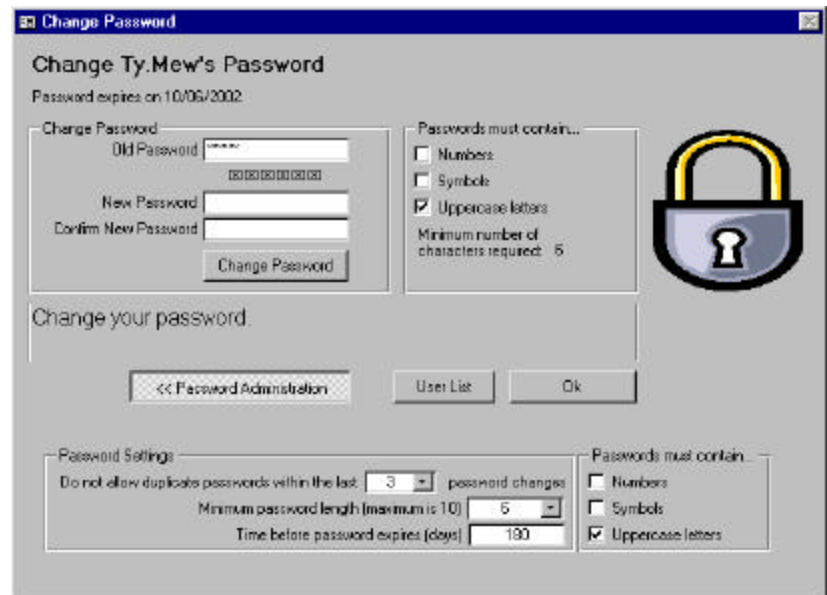 Change Password
Change Ty.Mew's Password
Password expires on 10/06/2002
Change Password
Old Password *******
New Password
Confirm New Password
Change Password
Passwords must contain...
Numbers
Symbols
Uppercase letters
Minimum number of
characters required: 6
Change your password.
<< Password Administration
User List
Ok
Password Settings
Do not allow duplicate passwords within the last 3 password changes
Minimum password length (maximum is 10) 6
Time before password expires (days) 180
Passwords must contain...
Numbers
Symbols
Uppercase letters